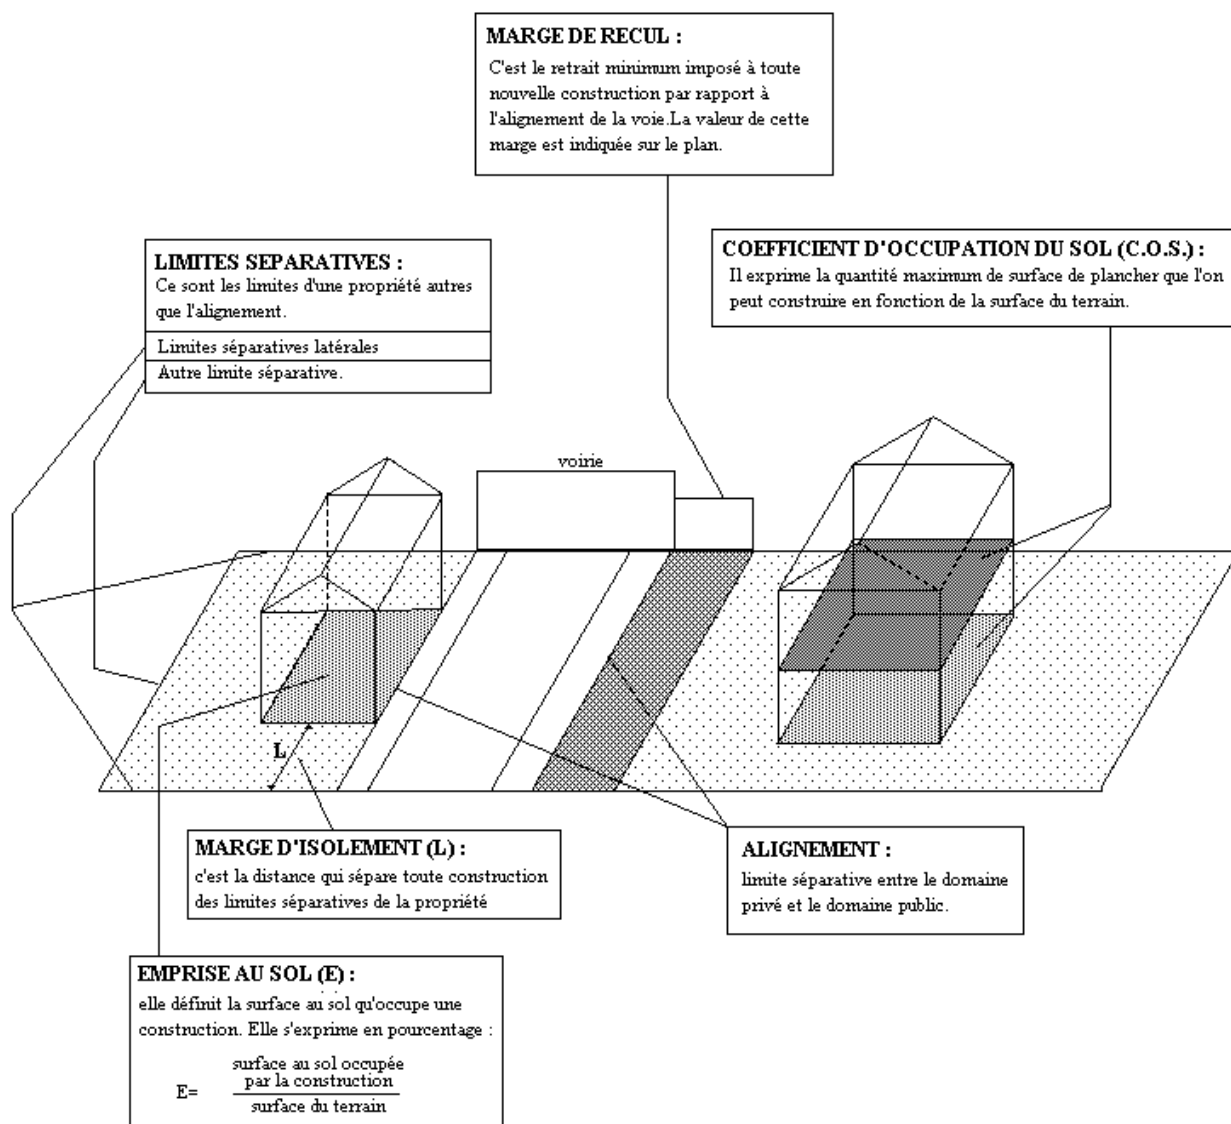 MARGE DE RECUL :
C'est le retrait minimum imposé à toute
nouvelle construction par rapport à
l'alignement de la voie.La valeur de cette
marge est indiquée sur le plan.
COEFFICIENT D'OCCUPATION DU SOL (C.O.S.) :
Il exprime la quantité maximum de surface de plancher que l'on
peut construire en fonction de la surface du terrain.
LIMITES SEPARATIVES :
Ce sont les limites d'une propriété autres
que l'alignement.
Limites séparatives latérales
Autre limite séparative.
voirie
L
MARGE D'ISOLEMENT (L) :
c'est la distance qui sépare toute construction
des limites séparatives de la propriété
ALIGNEMENT :
limite séparative entre le domaine
privé et le domaine public.
EMPRISE AU SOL (E) :
elle définit la surface au sol qu'occupe une
construction. Elle s'exprime en pourcentage :
surface au sol occupée
par la construction
E=
surface du terrain